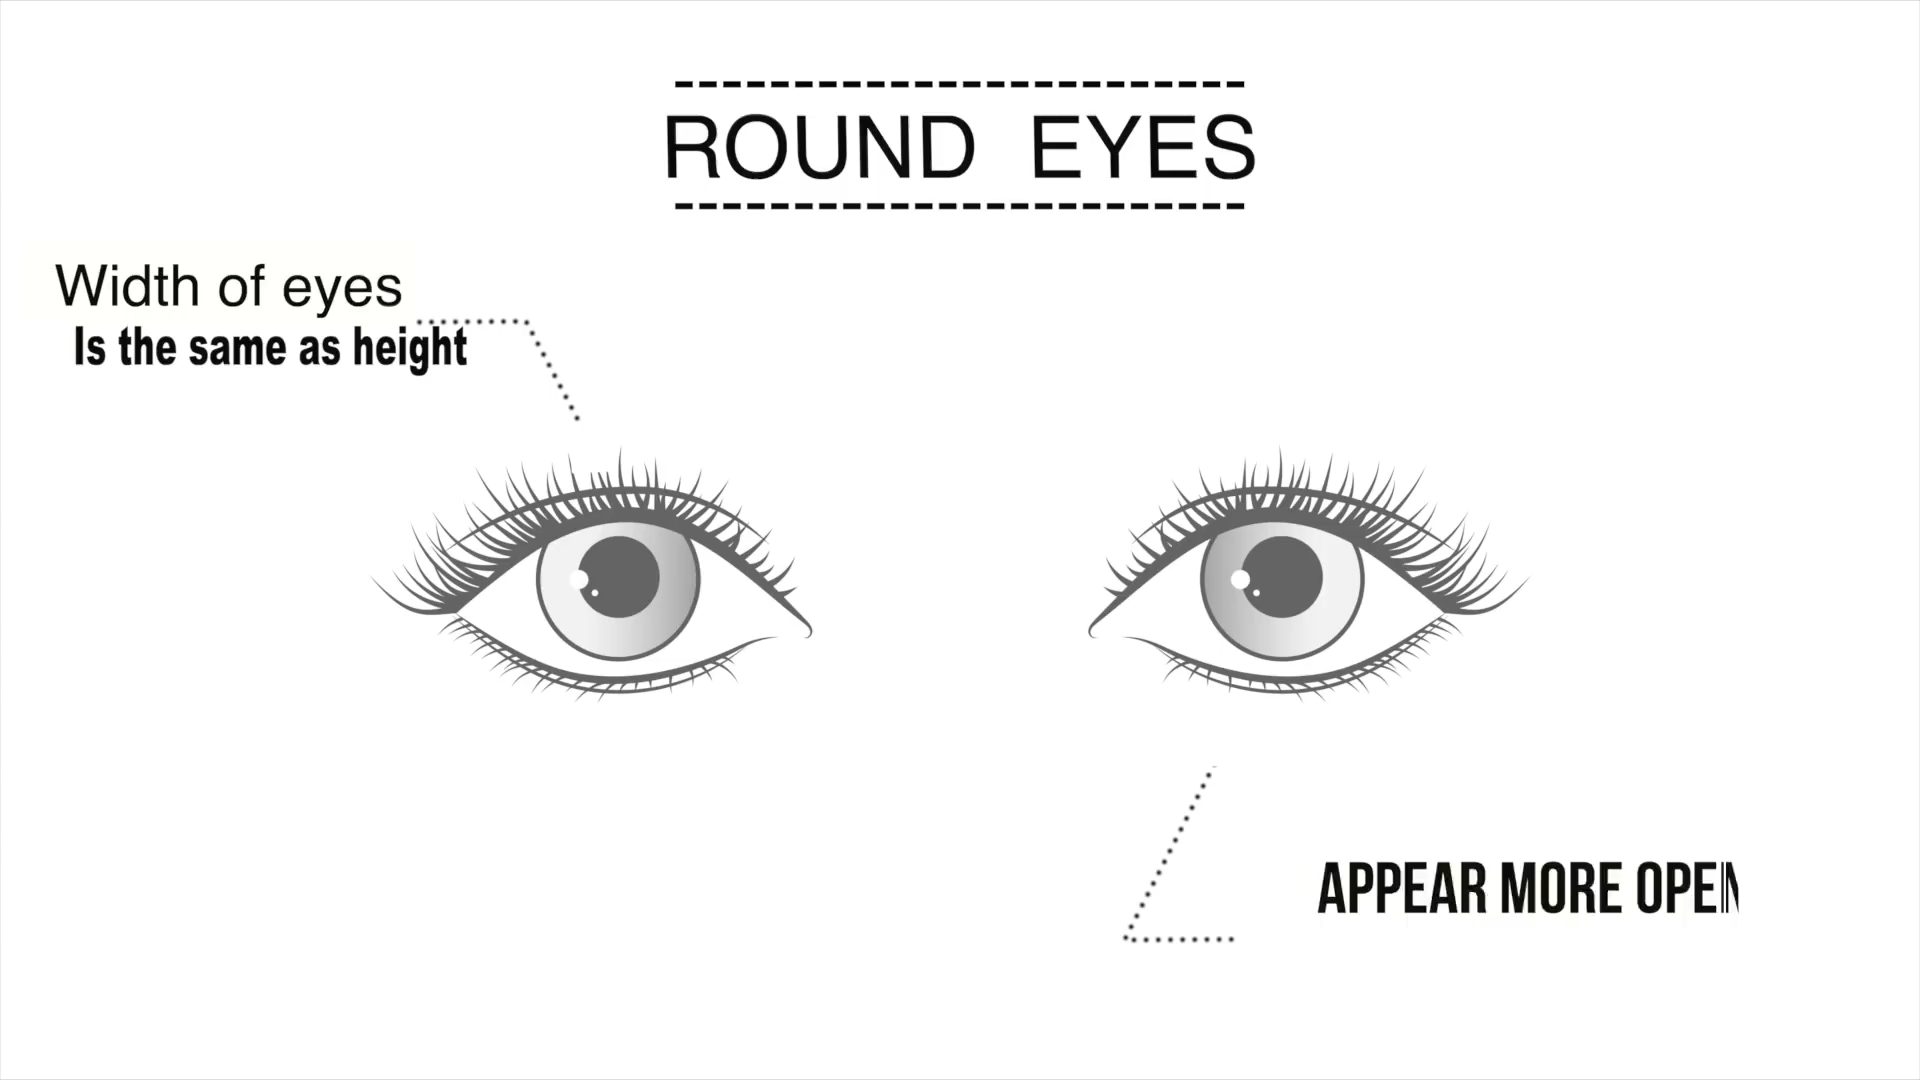 ROUND EYES
Width of eyes
Is the same as height
APPEAR MORE OPEN